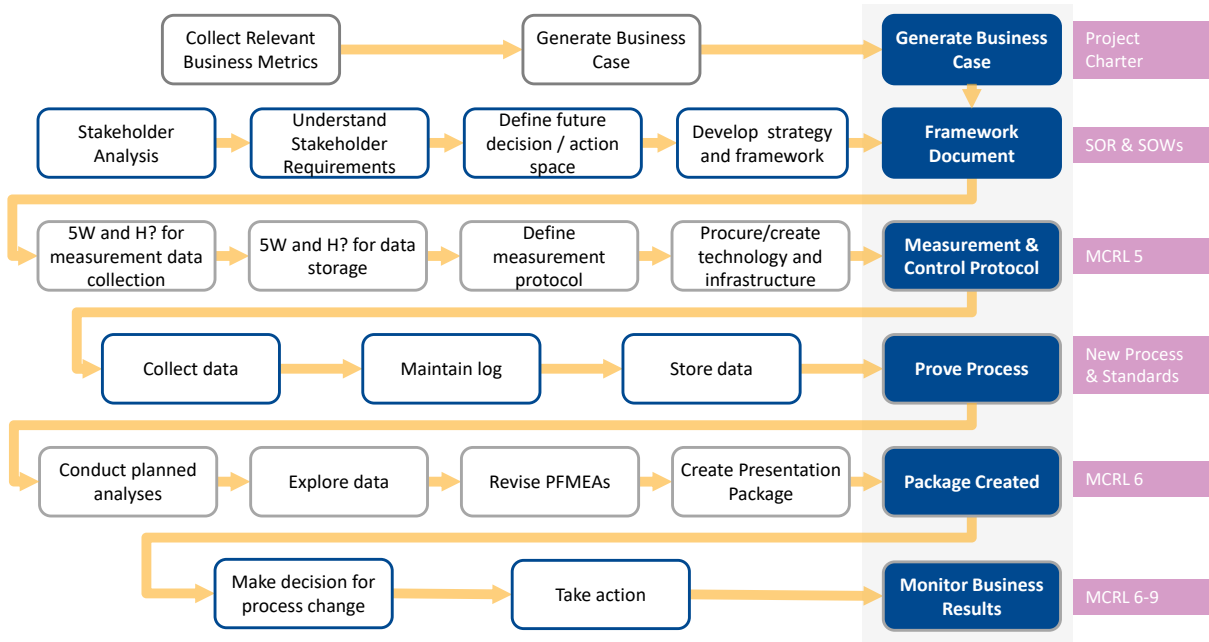 Collect Relevant
Business Metrics
Generate Business
Case
Generate Business
Case
Project
Charter
Stakeholder
Analysis
Understand
Stakeholder
Requirements
Define future
decision / action
space
Develop strategy
and framework
Framework
Document
SOR & SOWs
5W and H? for
measurement data
collection
5W and H? for data
storage
Define
measurement
protocol
Procure/create
technology and
infrastructure
Measurement &
Control Protocol
MCRL 5
Collect data
Maintain log
Store data
Prove Process
New Process
& Standards
Conduct planned
analyses
Explore data
Revise PFMEAs
Create Presentation
Package
Package Created
MCRL 6
Make decision for
process change
Take action
Monitor Business
Results
MCRL 6-9